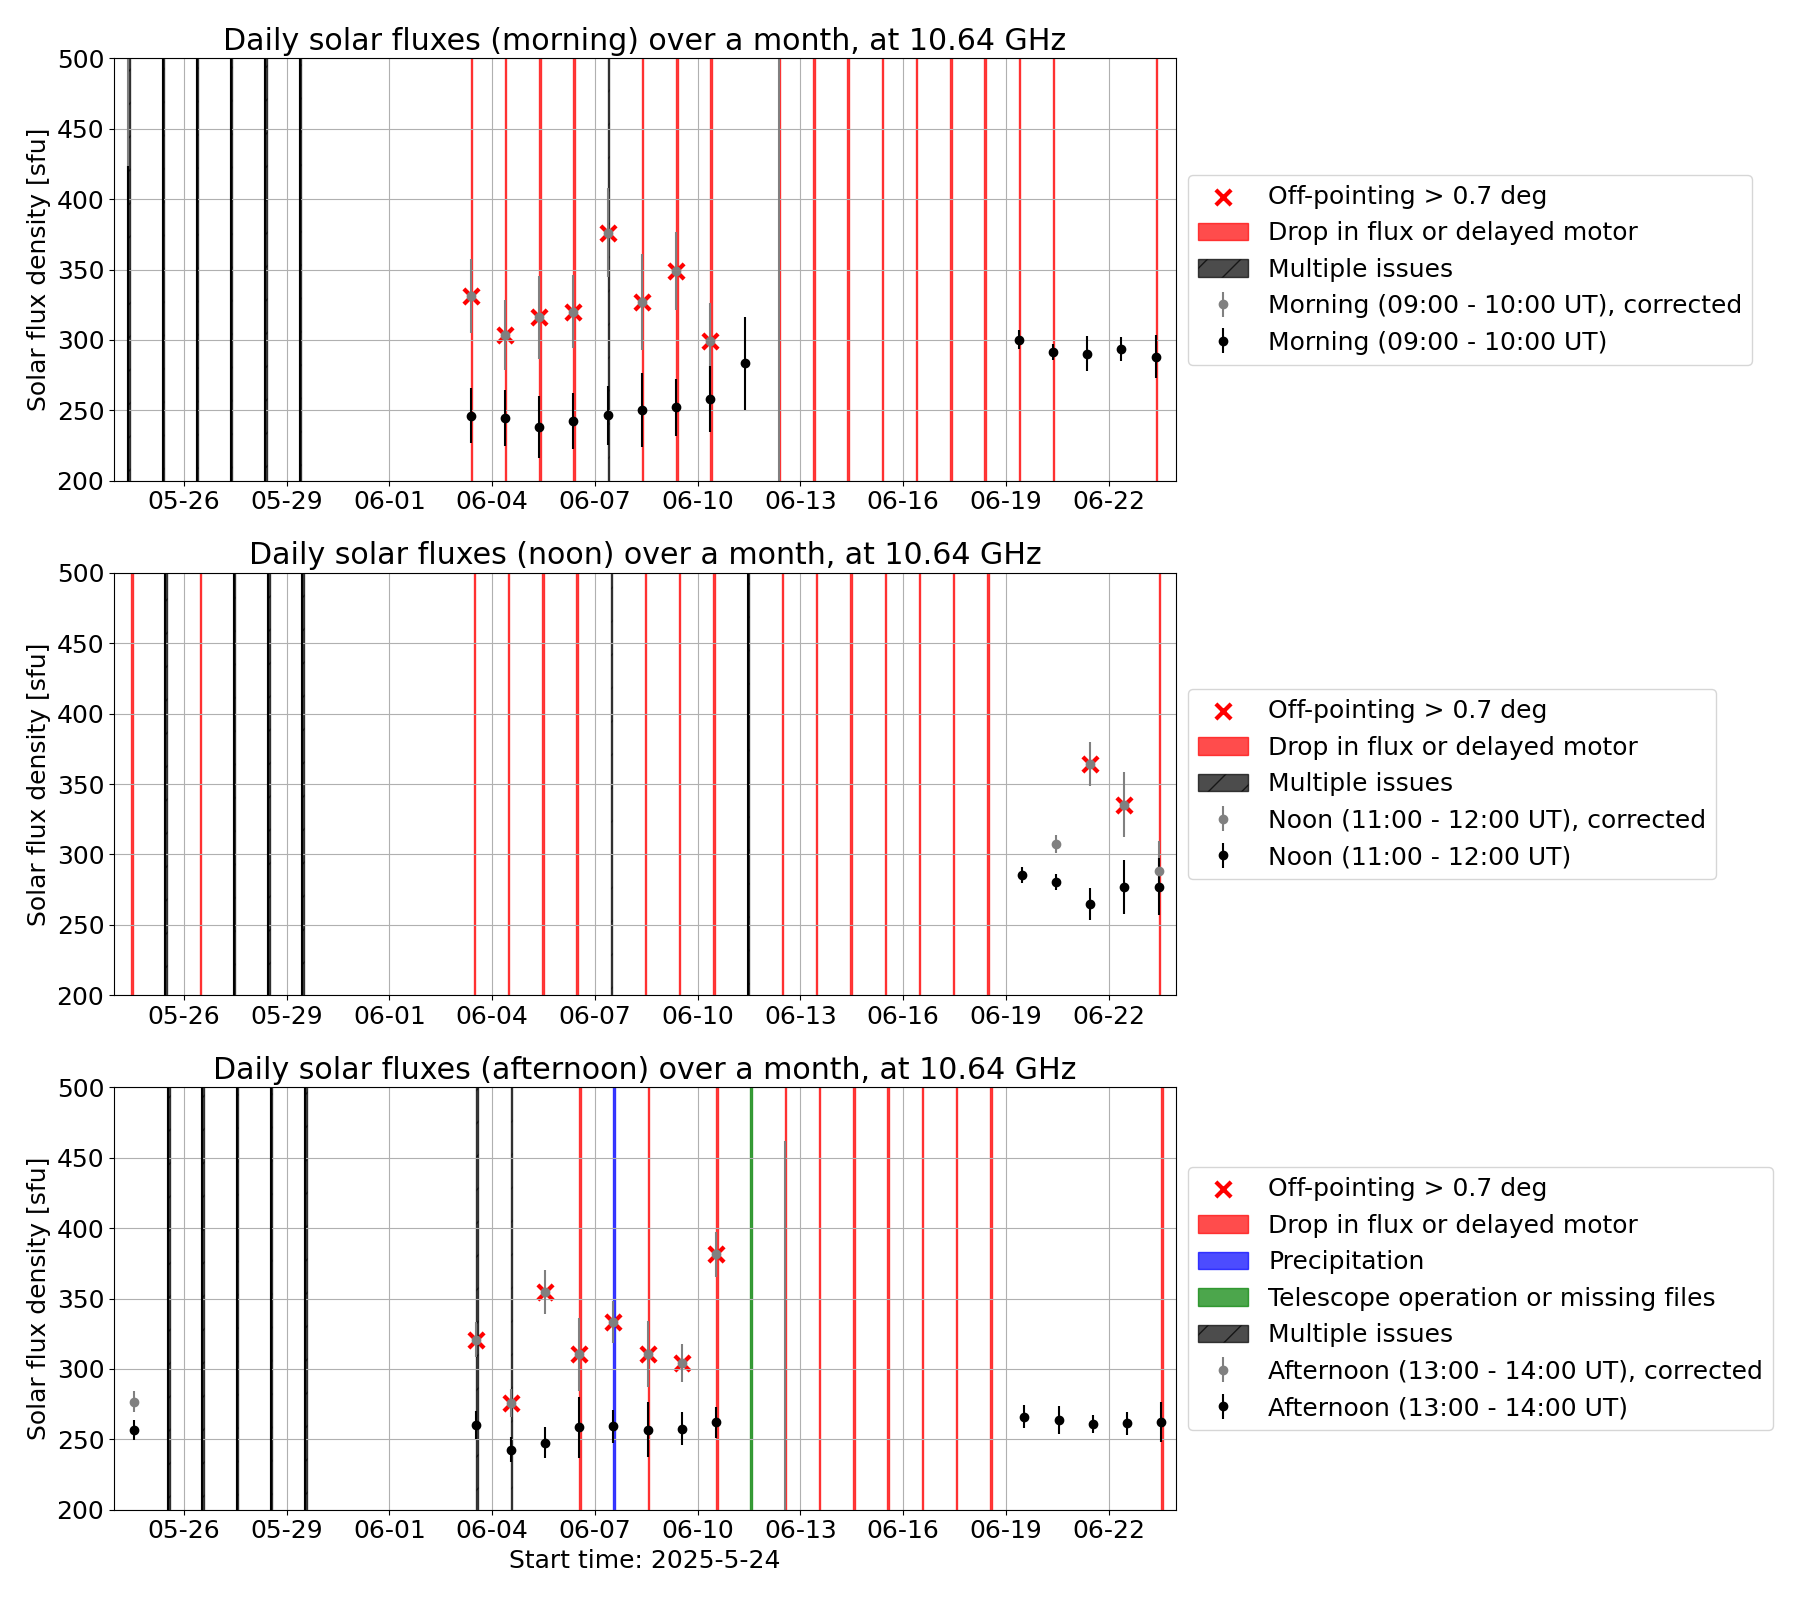 Daily solar fluxes (morning) over a month, at 10.64 GHz
Solar flux density [sfu]
500
450
400
350
300
250
200
05-26 05-29 06-01 06-04 06-07 06-10 06-13 06-16 06-19 06-22
Off-pointing > 0.7 deg
Drop in flux or delayed motor
Multiple issues
Morning (09:00 - 10:00 UT), corrected
Morning (09:00 - 10:00 UT)
Daily solar fluxes (noon) over a month, at 10.64 GHz
Solar flux density [sfu]
500
450
400
350
300
250
200
05-26 05-29 06-01 06-04 06-07 06-10 06-13 06-16 06-19 06-22
Off-pointing > 0.7 deg
Drop in flux or delayed motor
Multiple issues
Noon (11:00 - 12:00 UT), corrected
Noon (11:00 - 12:00 UT)
Daily solar fluxes (afternoon) over a month, at 10.64 GHz
Solar flux density [sfu]
500
450
400
350
300
250
200
05-26 05-29 06-01 06-04 06-07 06-10 06-13 06-16 06-19 06-22
Start time: 2025-5-24
Off-pointing > 0.7 deg
Drop in flux or delayed motor
Precipitation
Telescope operation or missing files
Multiple issues
Afternoon (13:00 - 14:00 UT), corrected
Afternoon (13:00 - 14:00 UT)